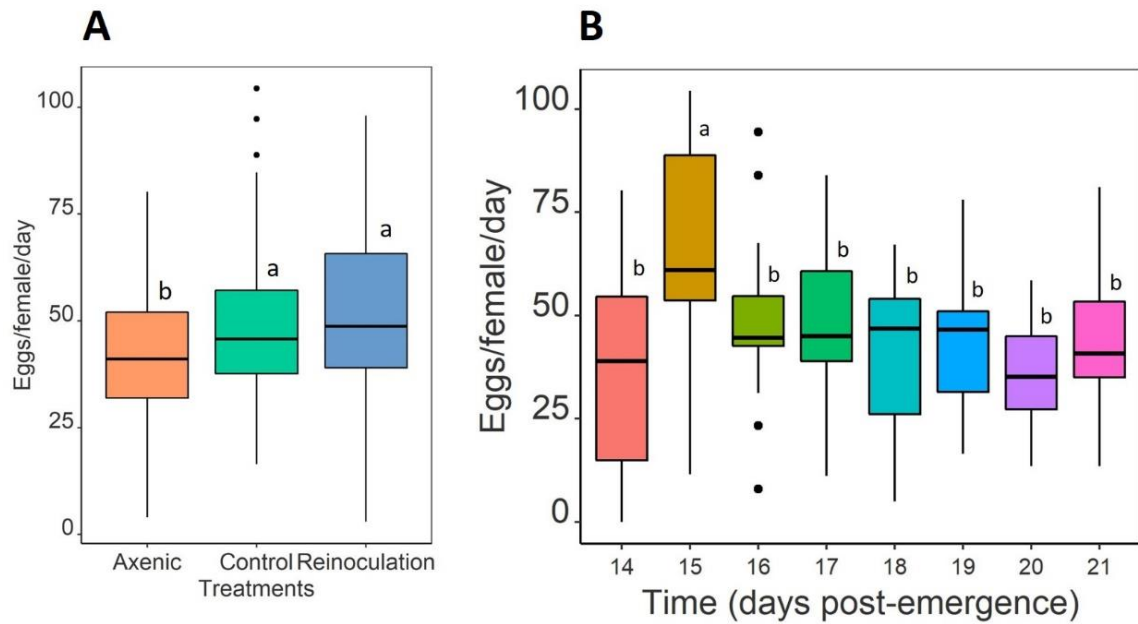 A
Eggs/female/day
100
75
50
25
0
b
a
a
Axenic Control Reinoculation
Treatments
B
Eggs/female/day
100
75
50
25
0
b
a
b
b
b
b
b
b
14 15 16 17 18 19 20 21
Time (days post-emergence)